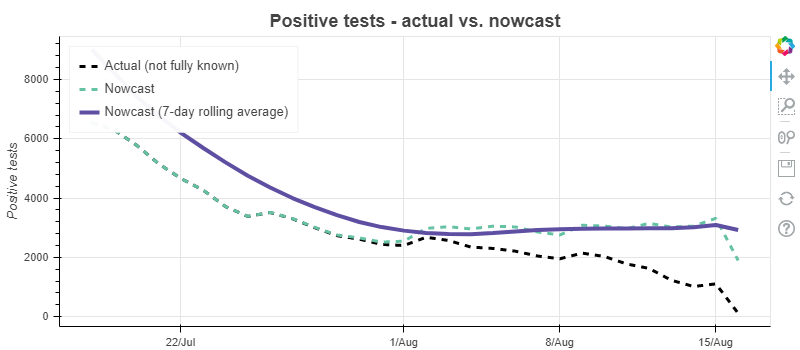 Positive tests - actual vs. nowcast
Actual (not fully known)
Nowcast
Nowcast (7-day rolling average)
Positive tests
8000
6000
4000
2000
0
22/Jul
1/Aug
8/Aug
15/Aug